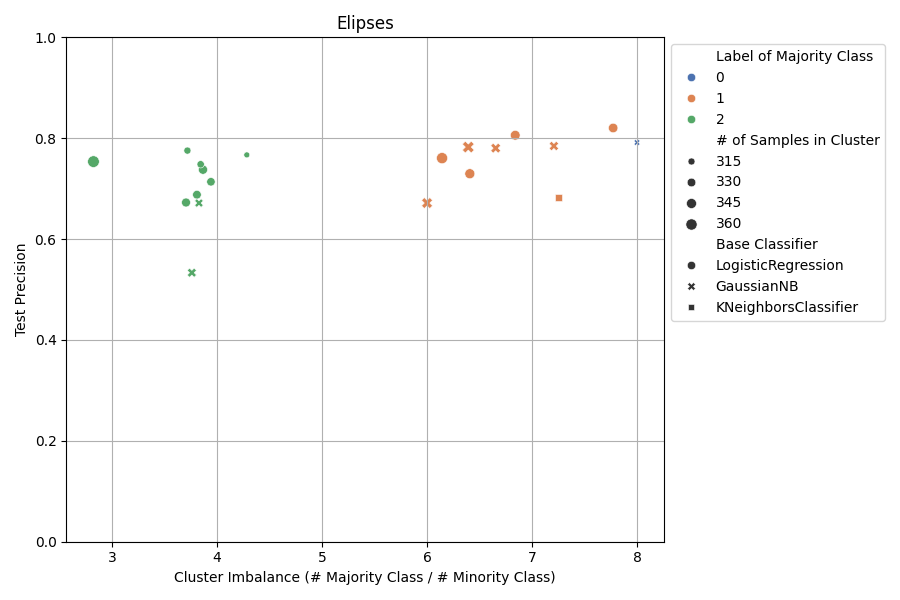 Elipses
1.0
0.8
0.6
0.4
0.2
0.0
Test Precision
3 4 5 6 7 8
Cluster Imbalance (# Majority Class / # Minority Class)
Label of Majority Class
0
1
2
# of Samples in Cluster
315
330
345
360
Base Classifier
LogisticRegression
GaussianNB
KNeighborsClassifier